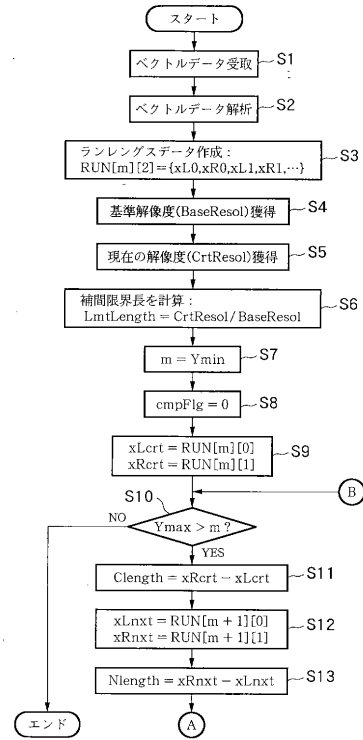 スタート
ベクトルデータ受取
S1
ベクトルデータ解析
S2
ランレングスデータ作成：
RUN[m][2]={xL0,xR0,xL1,xR1,…}
S3
基準解像度(BaseResol)獲得
S4
現在の解像度(CrtResol)獲得
S5
補間限界長を計算：
LmtLength = CrtResol/BaseResol
S6
m = Ymin
S7
cmpFlg = 0
S8
xLcrt = RUN[m][0]
xRcrt = RUN[m][1]
S9
B
S10
NO
Ymax > m ?
YES
Clength = xRcrt − xLcrt
S11
xLnxt = RUN[m + 1][0]
xRnxt = RUN[m + 1][1]
S12
Nlength = xRnxt − xLnxt
S13
エンド
A